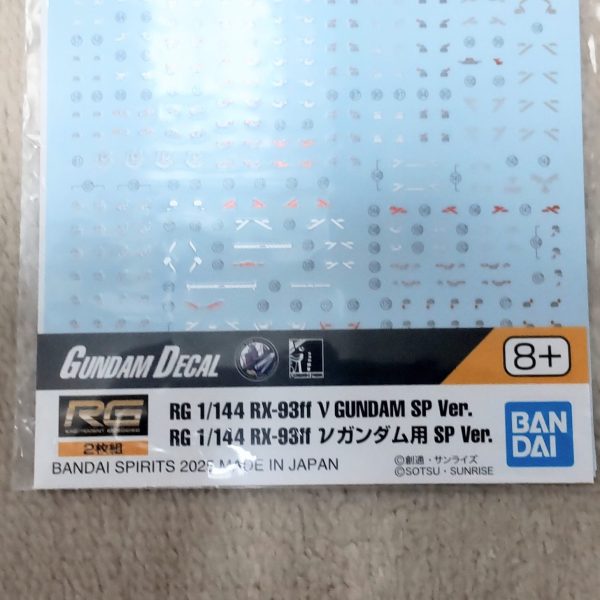 GUNDAM DECAL
8+
RG
2枚組
RG 1/144 RX-93ff ν GUNDAM SP Ver.
RG 1/144 RX-93ff νガンダム用 SP Ver.
BANDAI SPIRITS 2025 MADE IN JAPAN
BAN
DAI
©創通・サンライズ
©SOTSU・SUNRISE